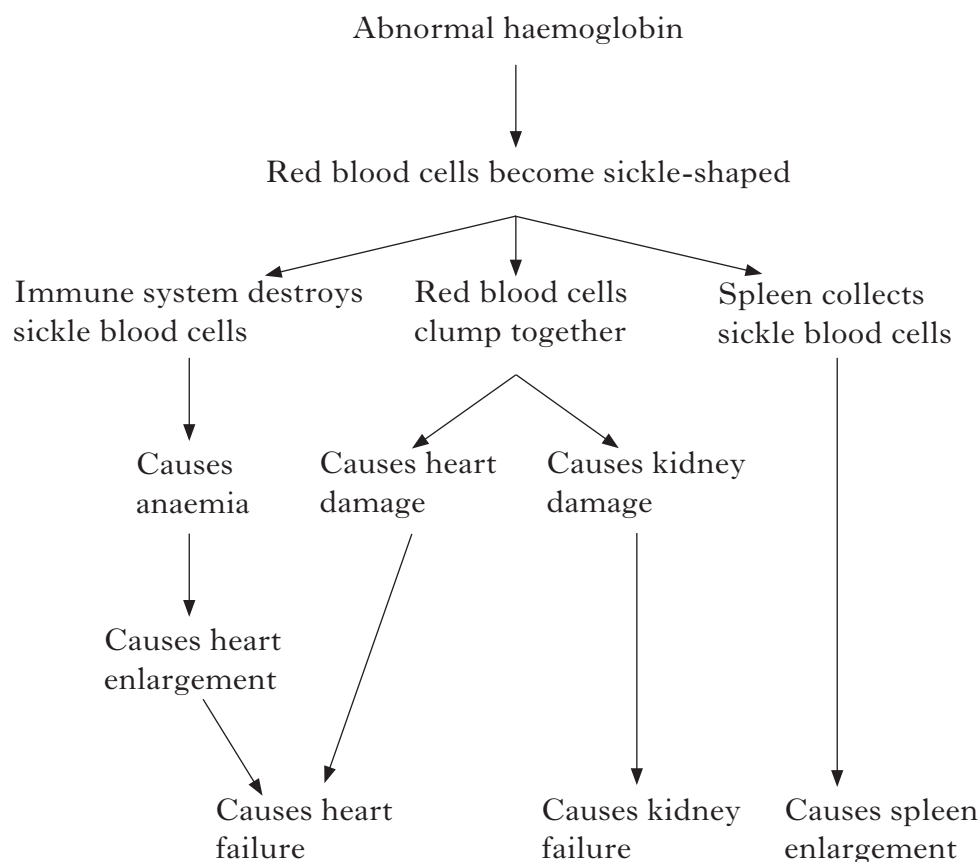 Abnormal haemoglobin
Red blood cells become sickle-shaped
Immune system destroys
sickle blood cells
Red blood cells
clump together
Spleen collects
sickle blood cells
Causes
anaemia
Causes heart
damage
Causes kidney
damage
Causes heart
enlargement
Causes heart
failure
Causes kidney
failure
Causes spleen
enlargement